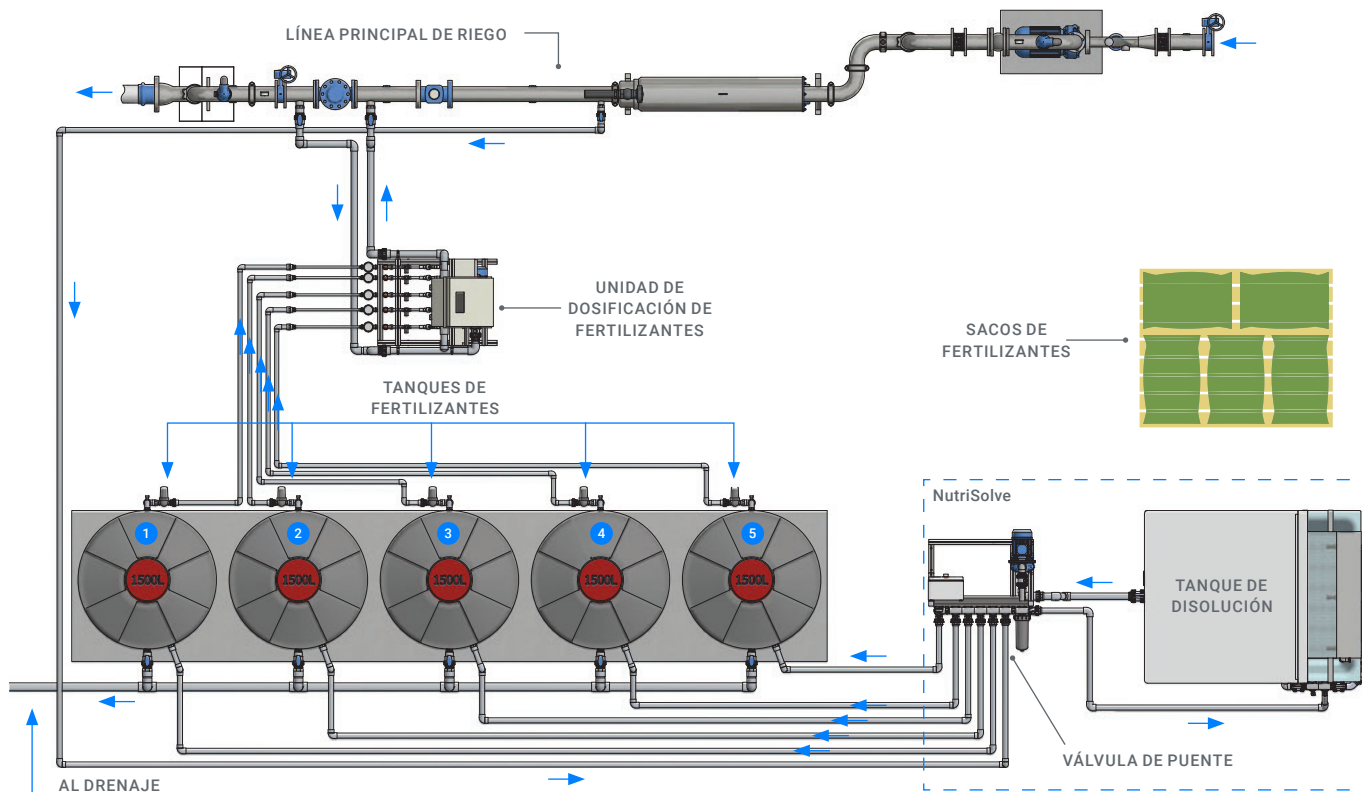 LÍNEA PRINCIPAL DE RIEGO
UNIDAD DE
DOSIFICACIÓN DE
FERTILIZANTES
SACOS DE
FERTILIZANTES
TANQUES DE
FERTILIZANTES
NutriSolve
1
2
3
4
5
1500L
1500L
1500L
1500L
1500L
TANQUE DE
DISOLUCIÓN
VÁLVULA DE PUENTE
AL DRENAJE